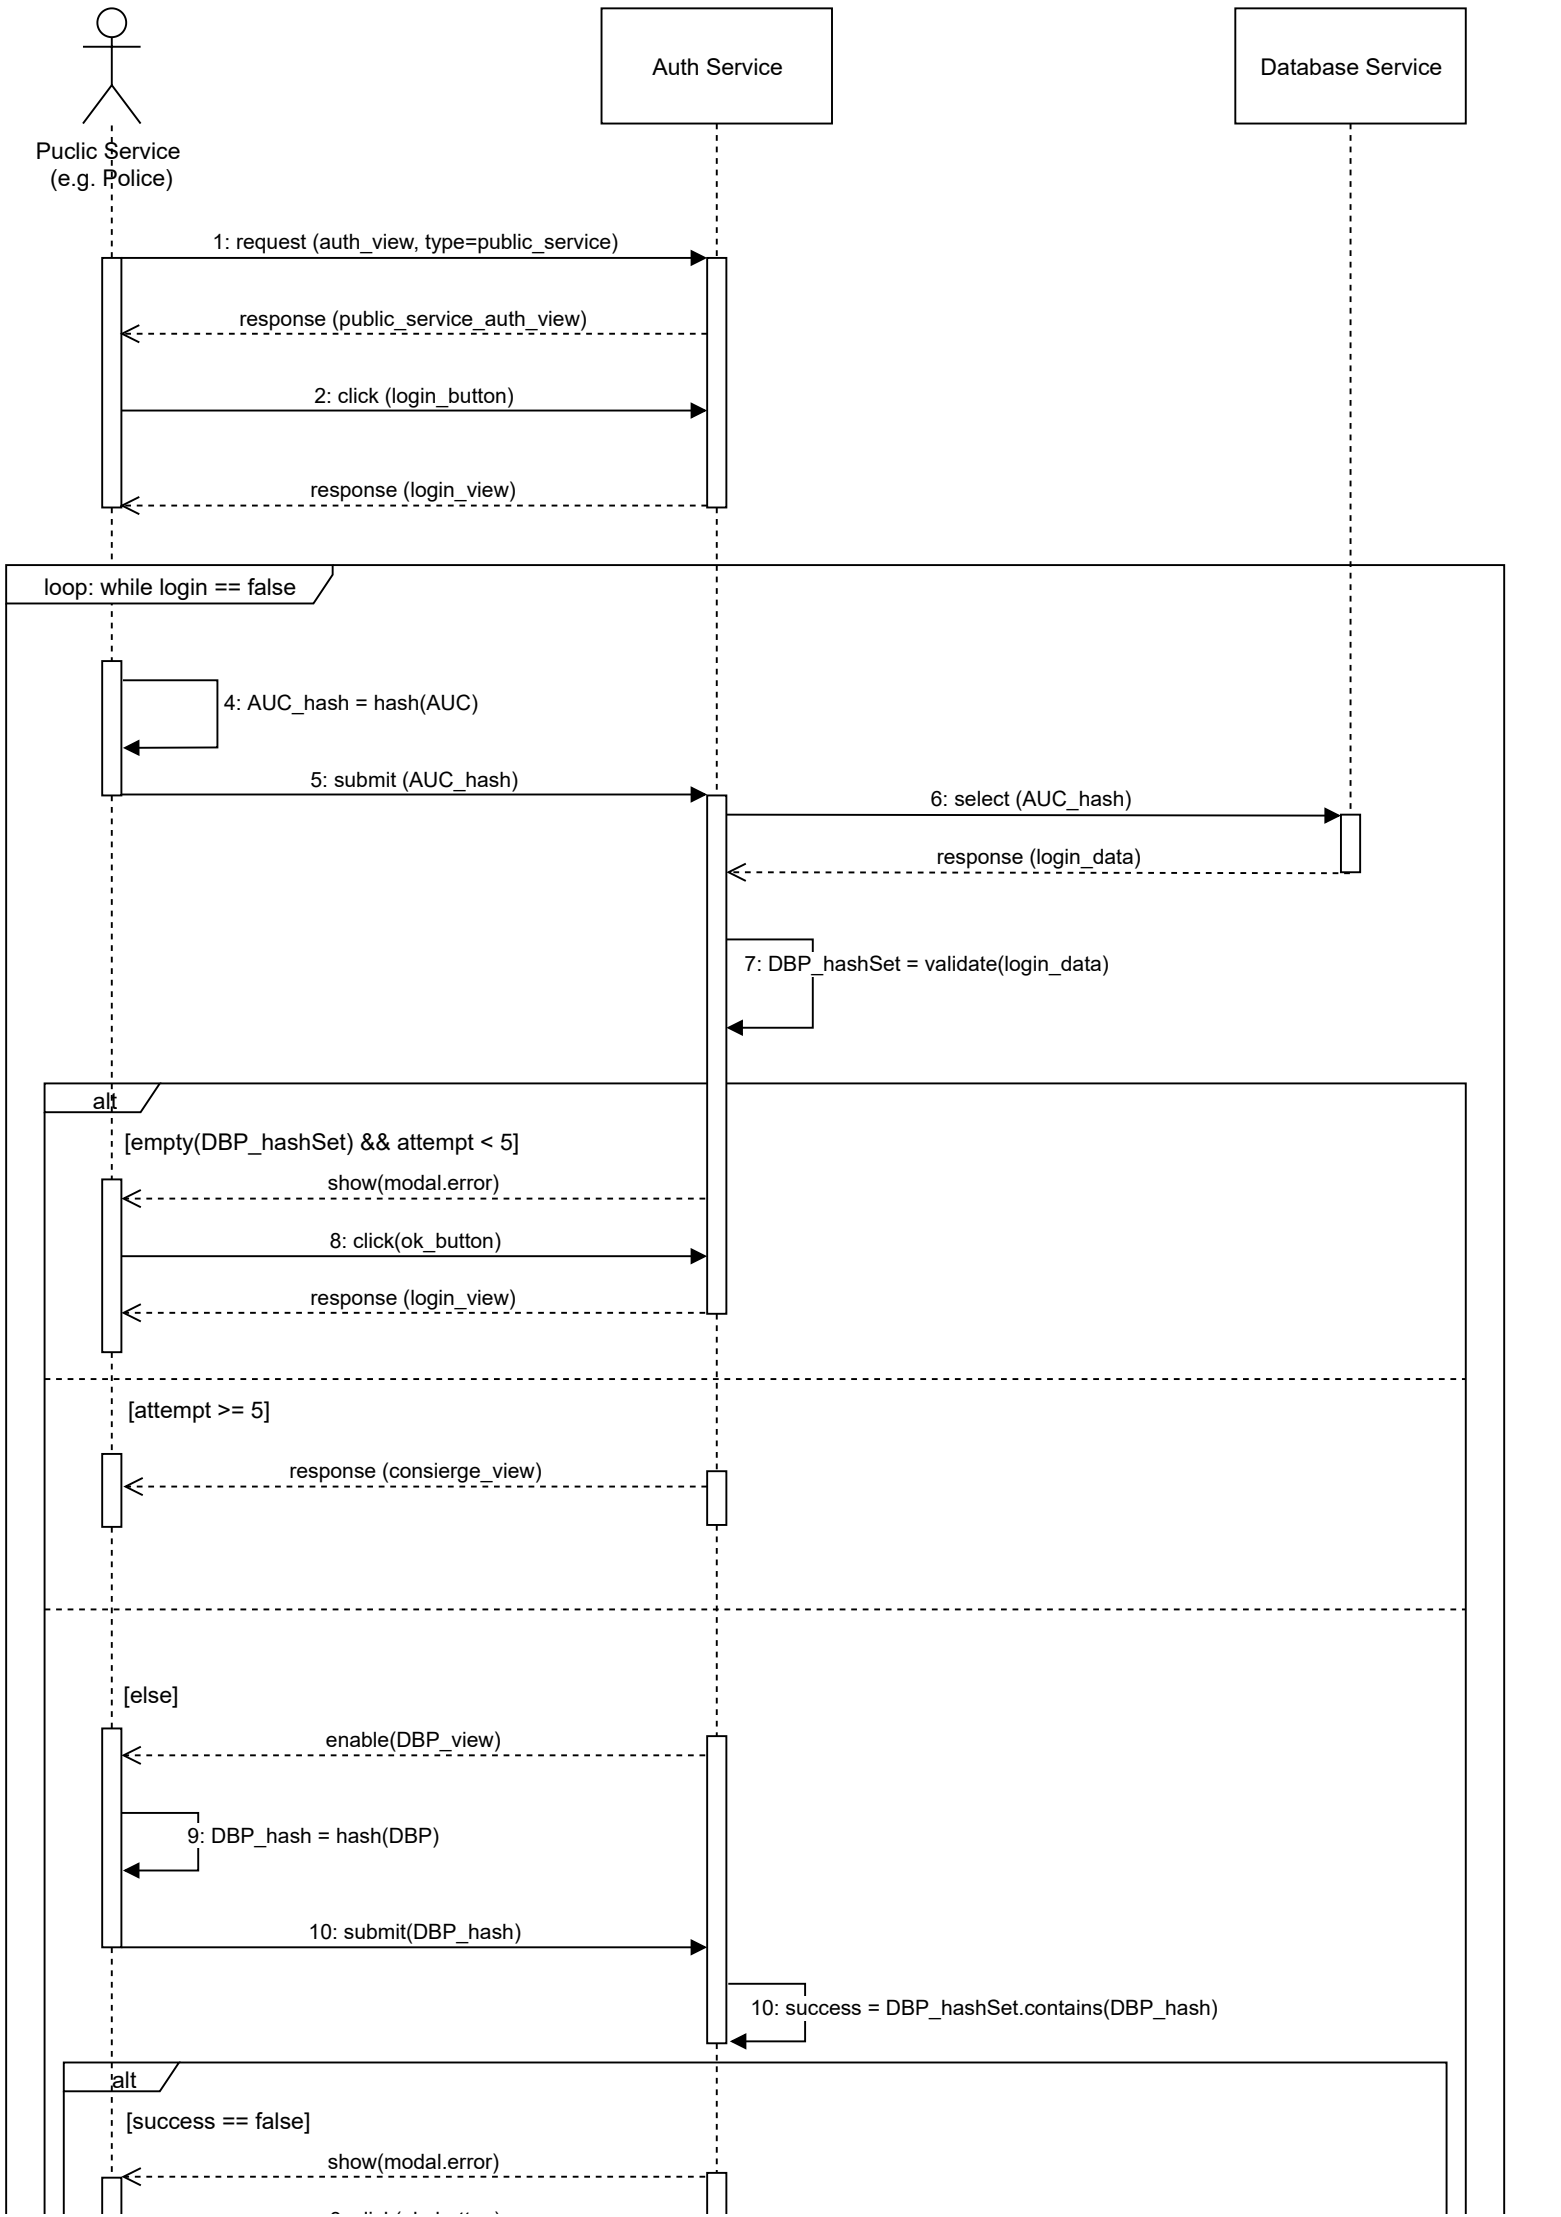 Auth Service
Database Service
Puclic Service
(e.g. Police)
1: request (auth_view, type=public_service)
response (public_service_auth_view)
2: click (login_button)
response (login_view)
loop: while login == false
4: AUC_hash = hash(AUC)
5: submit (AUC_hash)
6: select (AUC_hash)
response (login_data)
7: DBP_hashSet = validate(login_data)
alt
[empty(DBP_hashSet) && attempt < 5]
show(modal.error)
8: click(ok_button)
response (login_view)
[attempt >= 5]
response (consierge_view)
[else]
enable(DBP_view)
9: DBP_hash = hash(DBP)
10: submit(DBP_hash)
10: success = DBP_hashSet.contains(DBP_hash)
alt
[success == false]
show(modal.error)